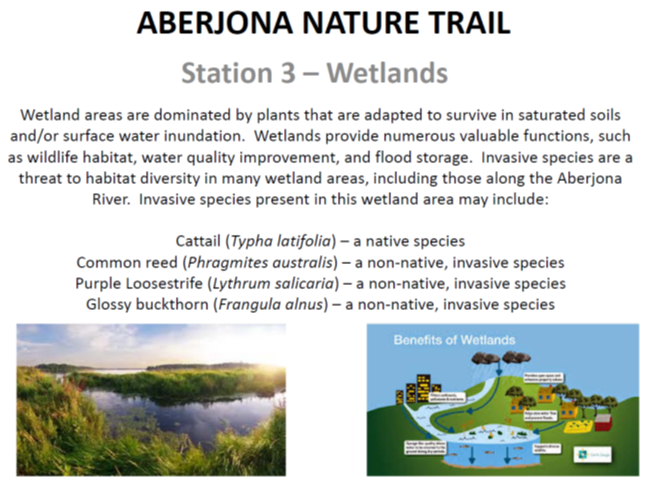 ABERJONA NATURE TRAIL
Station 3 – Wetlands
Wetland areas are dominated by plants that are adapted to survive in saturated soils
and/or surface water inundation.  Wetlands provide numerous valuable functions, such
as wildlife habitat, water quality improvement, and flood storage.  Invasive species are a
threat to habitat diversity in many wetland areas, including those along the Aberjona
River.  Invasive species present in this wetland area may include:
Cattail (Typha latifolia) – a native species
Common reed (Phragmites australis) – a non-native, invasive species
Purple Loosestrife (Lythrum salicaria) – a non-native, invasive species
Glossy buckthorn (Frangula alnus) – a non-native, invasive species
Benefits of Wetlands